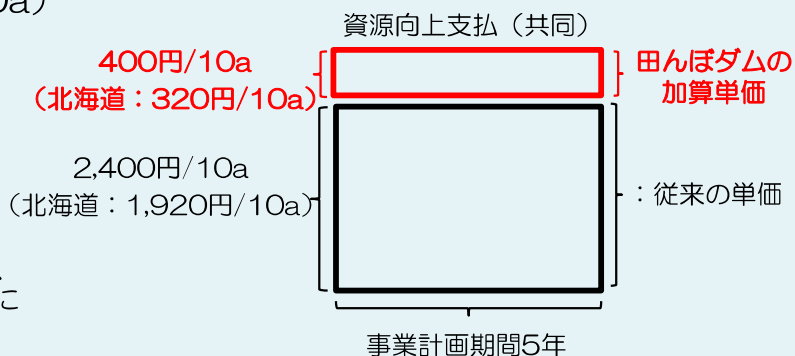 0a）
資源向上支払（共同）
400円/10a
（北海道：320円/10a）
田んぼダムの
加算単価
2,400円/10a
（北海道：1,920円/10a）
：従来の単価
に
事業計画期間5年